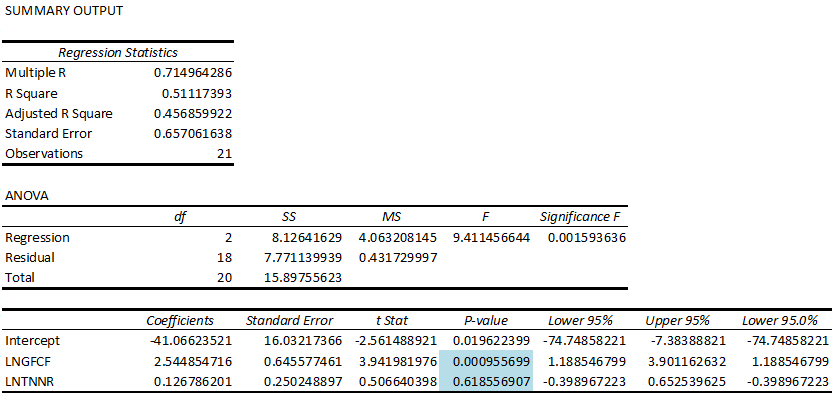 SUMMARY OUTPUT
Regression Statistics
Multiple R 0.714964286
R Square 0.51117393
Adjusted R Square 0.456859922
Standard Error 0.657061638
Observations 21
ANOVA
df SS MS F Significance F
Regression 2 8.12641629 4.063208145 9.411456644 0.001593636
Residual 18 7.771139939 0.431729997
Total 20 15.89755623
Coefficients Standard Error t Stat P-value Lower 95% Upper 95% Lower 95.0%
Intercept -41.06623521 16.03217366 -2.561488921 0.019622399 -74.74858221 -7.38388821 -74.74858221
LNGFCF 2.544854716 0.645577461 3.941981976 0.000955699 1.188546799 3.901162632 1.188546799
LNTNNR 0.126786201 0.250248897 0.506640398 0.618556907 -0.398967223 0.652539625 -0.398967223